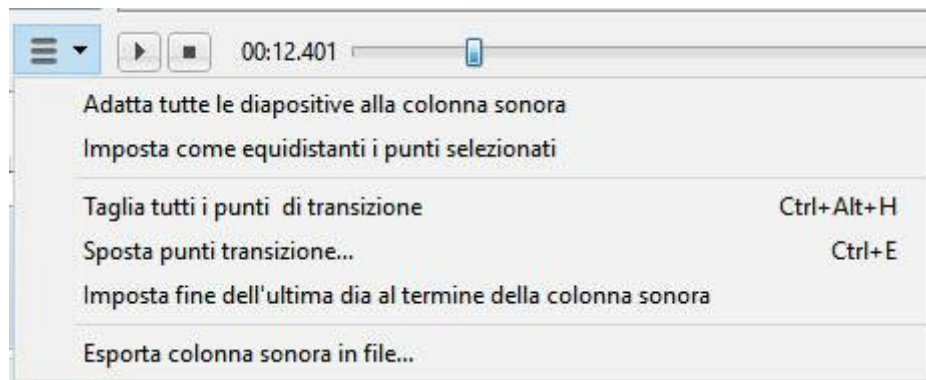 00:12.401
Adatta tutte le diapositive alla colonna sonora
Imposta come equidistanti i punti selezionati
Taglia tutti i punti  di transizione Ctrl+Alt+H
Sposta punti transizione... Ctrl+E
Imposta fine dell'ultima dia al termine della colonna sonora
Esporta colonna sonora in file...